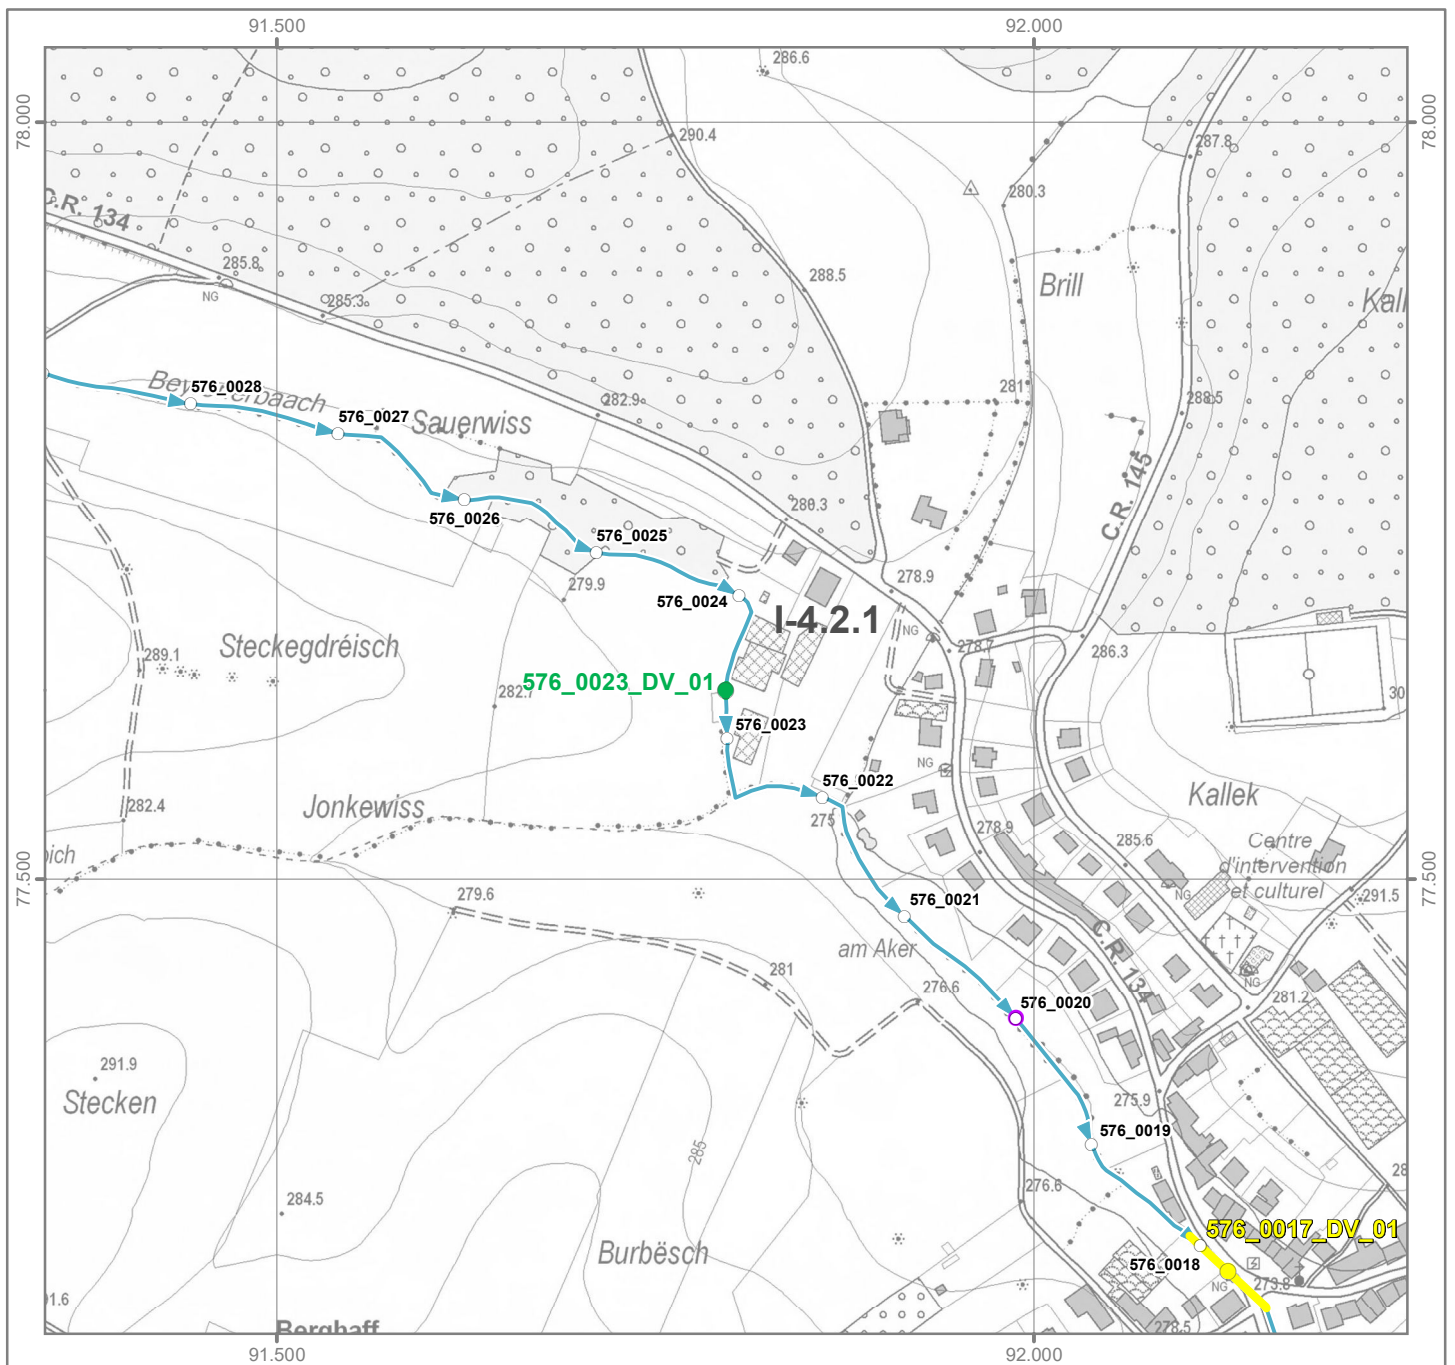 91.500
92.000
78.000
78.000
286.6
290.4
287.8
280.3
C.R. 134
285.8
NG
285.3
288.5
Brill
Kall
Bey
baach
576_0028
576_0027
Sauerwiss
282.9
281
288.5
C.R. 145
576_0026
280.3
576_0025
279.9
278.9
576_0024
I-4.2.1
NG
278.7
286.3
Steckegdréisch
289.1
576_0023_DV_01
282.7
30
576_0023
NG
576_0022
275
282.4
Jonkewiss
Kallek
278.9
285.6
Centre
d'intervention
et culturel
NG
77.500
77.500
279.6
291.5
576_0021
C.R. 134
am Aker
281
276.6
NG
281.2
576_0020
291.9
Stecken
275.9
576_0019
285
276.6
284.5
576_0017_DV_01
Burbësch
576_0018
NG
273.8
91.6
Berghaff
278.5
91.500
92.000